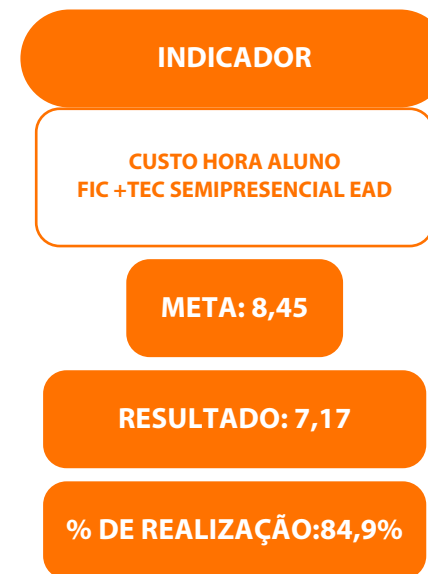 INDICADOR
CUSTO HORA ALUNO
FIC +TEC SEMIPRESENCIAL EAD
META: 8,45
RESULTADO: 7,17
% DE REALIZAÇÃO:84,9%